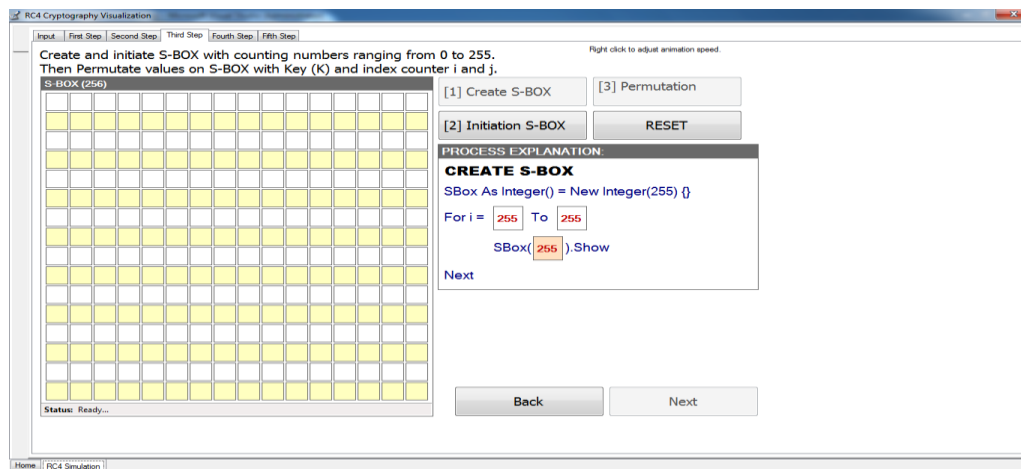 RC4 Cryptography Visualization
Input First Step Second Step Third Step Fourth Step Fifth Step
Create and initiate S-BOX with counting numbers ranging from 0 to 255.
Then Permutate values on S-BOX with Key (K) and index counter i and j.
Right click to adjust animation speed.
S-BOX (256)
[1] Create S-BOX
[3] Permutation
[2] Initiation S-BOX
RESET
PROCESS EXPLANATION:
CREATE S-BOX
SBox As Integer() = New Integer(255) {}
For i = 255 To 255
SBox( 255 ).Show
Next
Back
Next
Status: Ready...
Home RC4 Simulation